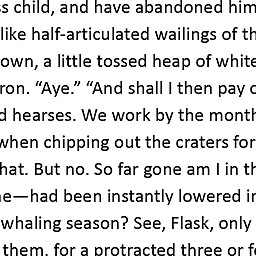 ss child, and have abandoned him
like half-articulated wailings of th
own, a little tossed heap of white
ron. “Aye.” “And shall I then pay o
d hearses. We work by the month
when chipping out the craters for
hat. But no. So far gone am I in th
ne—had been instantly lowered in
whaling season? See, Flask, only
them, for a protracted three or fo